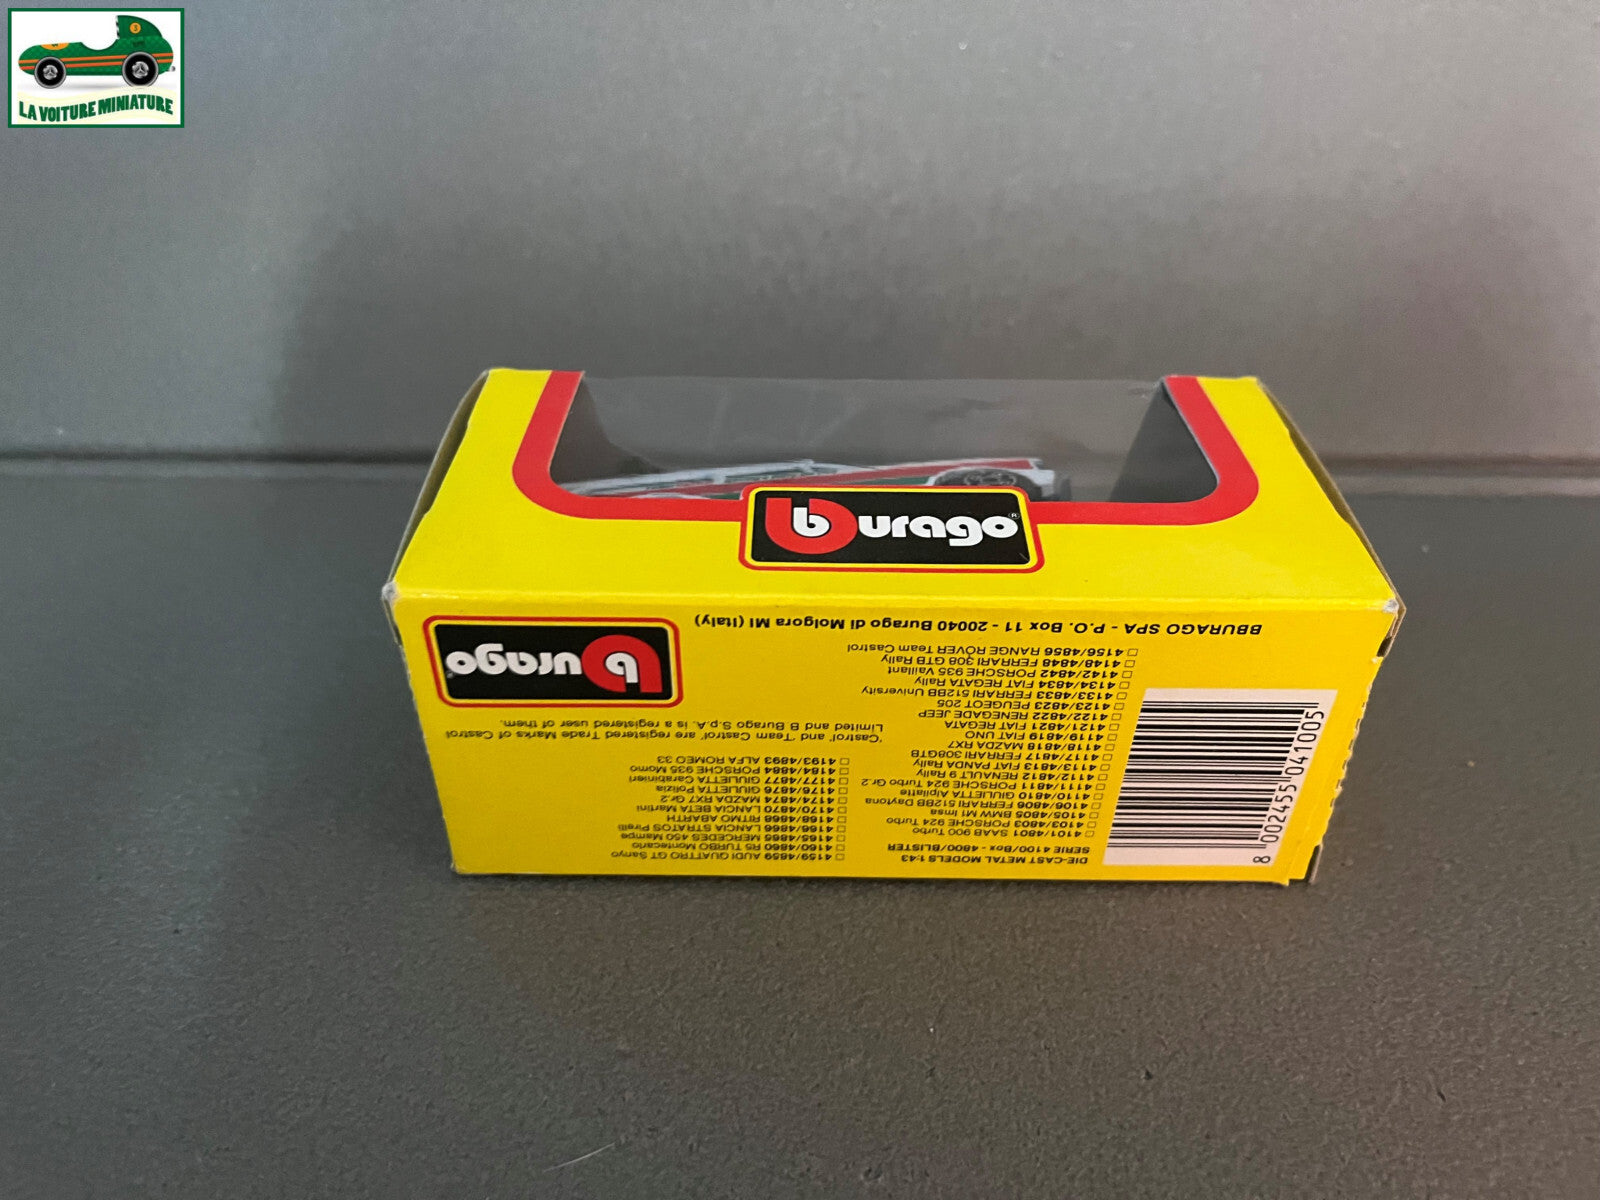 LA VOITURE MINIATURE
burago®
burago®
BBURAGO SPA - P.O. Box 11 - 20040 Burago di Molgora MI (Italy)
DIE-CAST METAL MODELS 1:43
SERIE 4100/Box - 4800/BLISTER
□ 4101/4801 SAAB 900 Turbo
□ 4103/4803 PORSCHE 924 Turbo
□ 4105/4805 BMW M1 Imsa
□ 4106/4806 FERRARI 512BB Daytona
□ 4110/4810 GIULIETTA Alpilatte
□ 4111/4811 PORSCHE 924 Turbo Gr.2
□ 4112/4812 RENAULT 9 Rally
□ 4113/4813 FIAT PANDA Rally
□ 4117/4817 FERRARI 308GTB
□ 4118/4818 MAZDA RX7
□ 4119/4819 FIAT UNO
□ 4121/4821 FIAT REGATA
□ 4122/4822 RENEGADE JEEP
□ 4123/4823 PEUGEOT 205
□ 4133/4833 FERRARI 512BB University
□ 4134/4834 FIAT REGATA Rally
□ 4142/4842 PORSCHE 935 Vaillant
□ 4148/4848 FERRARI 308 GTB Rally
□ 4156/4856 RANGE ROVER Team Castrol
□ 4159/4859 AUDI QUATTRO GT Sanyo
□ 4160/4860 R5 TURBO Montecarlo
□ 4165/4865 MERCEDES 450 Mampe
□ 4166/4866 LANCIA STRATOS Pirelli
□ 4168/4868 RITMO ABARTH
□ 4170/4870 LANCIA BETA Martini
□ 4174/4874 MAZDA RX7 Gr.2
□ 4176/4876 GIULIETTA Polizia
□ 4177/4877 GIULIETTA Carabinieri
□ 4184/4884 PORSCHE 935 Momo
□ 4193/4893 ALFA ROMEO 33
'Castrol' and 'Team Castrol' are registered Trade Marks of Castrol
Limited and B Burago S.p.A. is a registered user of them.
8 002455 041005